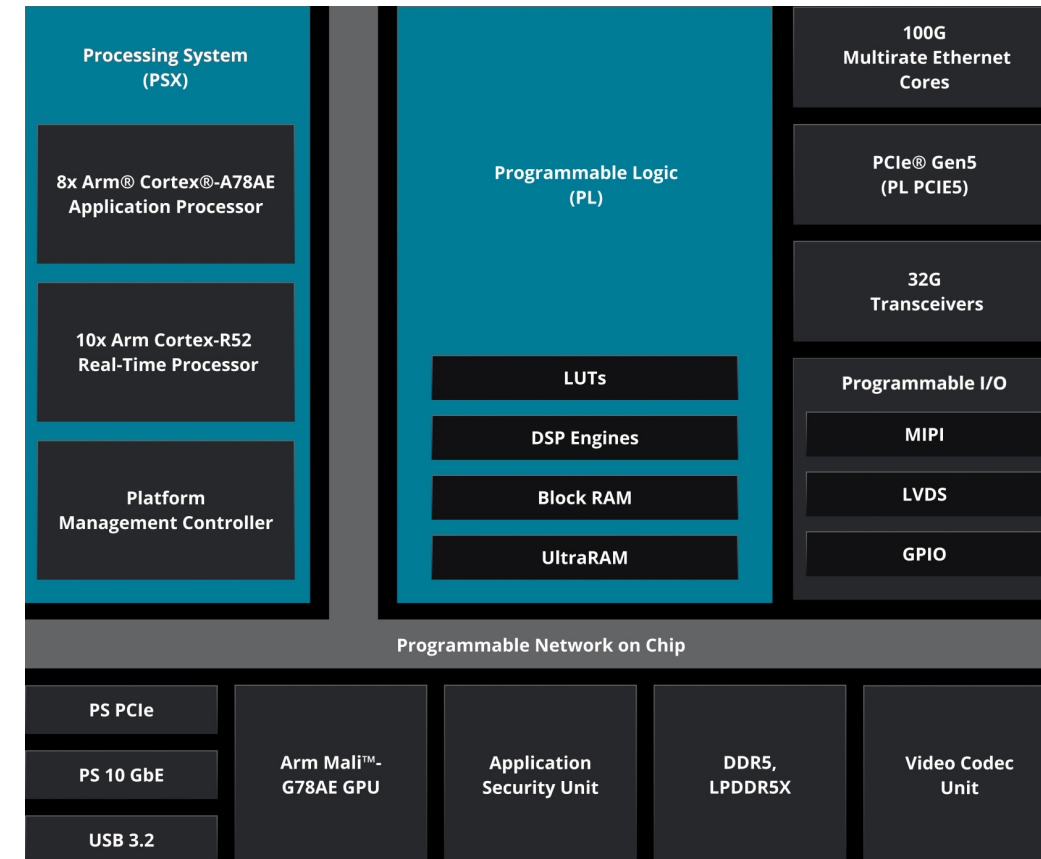 Processing System
(PSX)
8x Arm® Cortex®-A78AE
Application Processor
10x Arm Cortex-R52
Real-Time Processor
Platform
Management Controller
Programmable Logic
(PL)
LUTs
DSP Engines
Block RAM
UltraRAM
100G
Multirate Ethernet
Cores
PCIe® Gen5
(PL PCIE5)
32G
Transceivers
Programmable I/O
MIPI
LVDS
GPIO
Programmable Network on Chip
PS PCIe
PS 10 GbE
USB 3.2
Arm Mali™-
G78AE GPU
Application
Security Unit
DDR5,
LPDDR5X
Video Codec
Unit